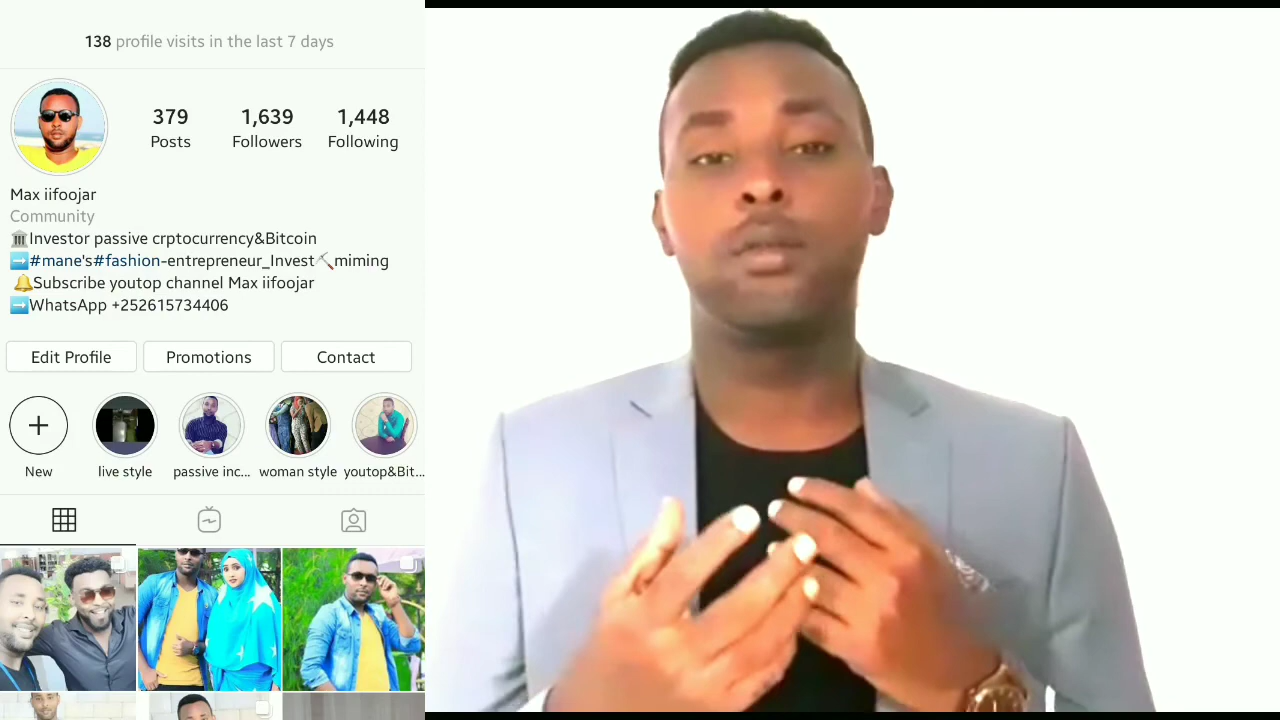 138 profile visits in the last 7 days
379 1,639 1,448
Posts Followers Following
Max iifoojar
Community
🏛️Investor passive crptocurrency&Bitcoin
➡️#mane's#fashion-entrepreneur_Invest⛏️miming
🔔Subscribe youtop channel Max iifoojar
➡️WhatsApp +252615734406
Edit Profile Promotions Contact
New live style passive inc... woman style youtop&Bit...